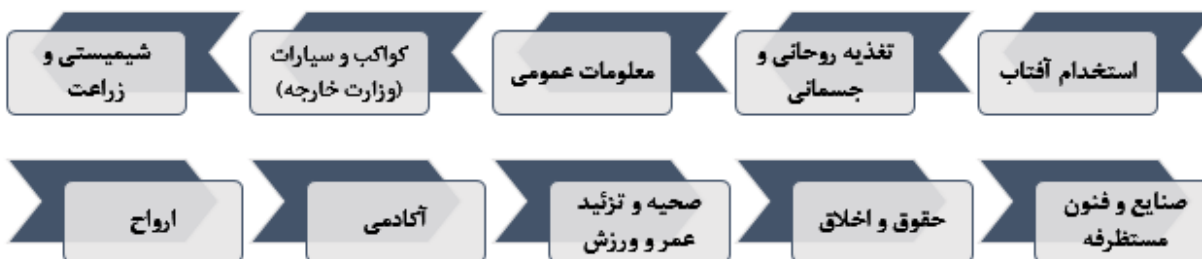 استخدام آفتاب
تغذیه روحانی و
جسمانی
معلومات عمومی
کواکب و سیارات
(وزارت خارجه)
شیمیستی و
زراعت
صنایع و فنون
مستظرفه
حقوق و اخلاق
صحیه و تزئید
عمر و ورزش
آکادمی
ارواح